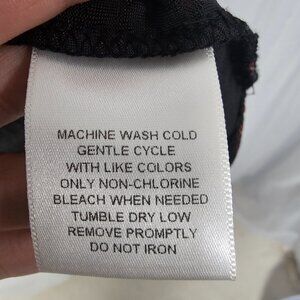 MACHINE WASH COLD
GENTLE CYCLE
WITH LIKE COLORS
ONLY NON-CHLORINE
BLEACH WHEN NEEDED
TUMBLE DRY LOW
REMOVE PROMPTLY
DO NOT IRON